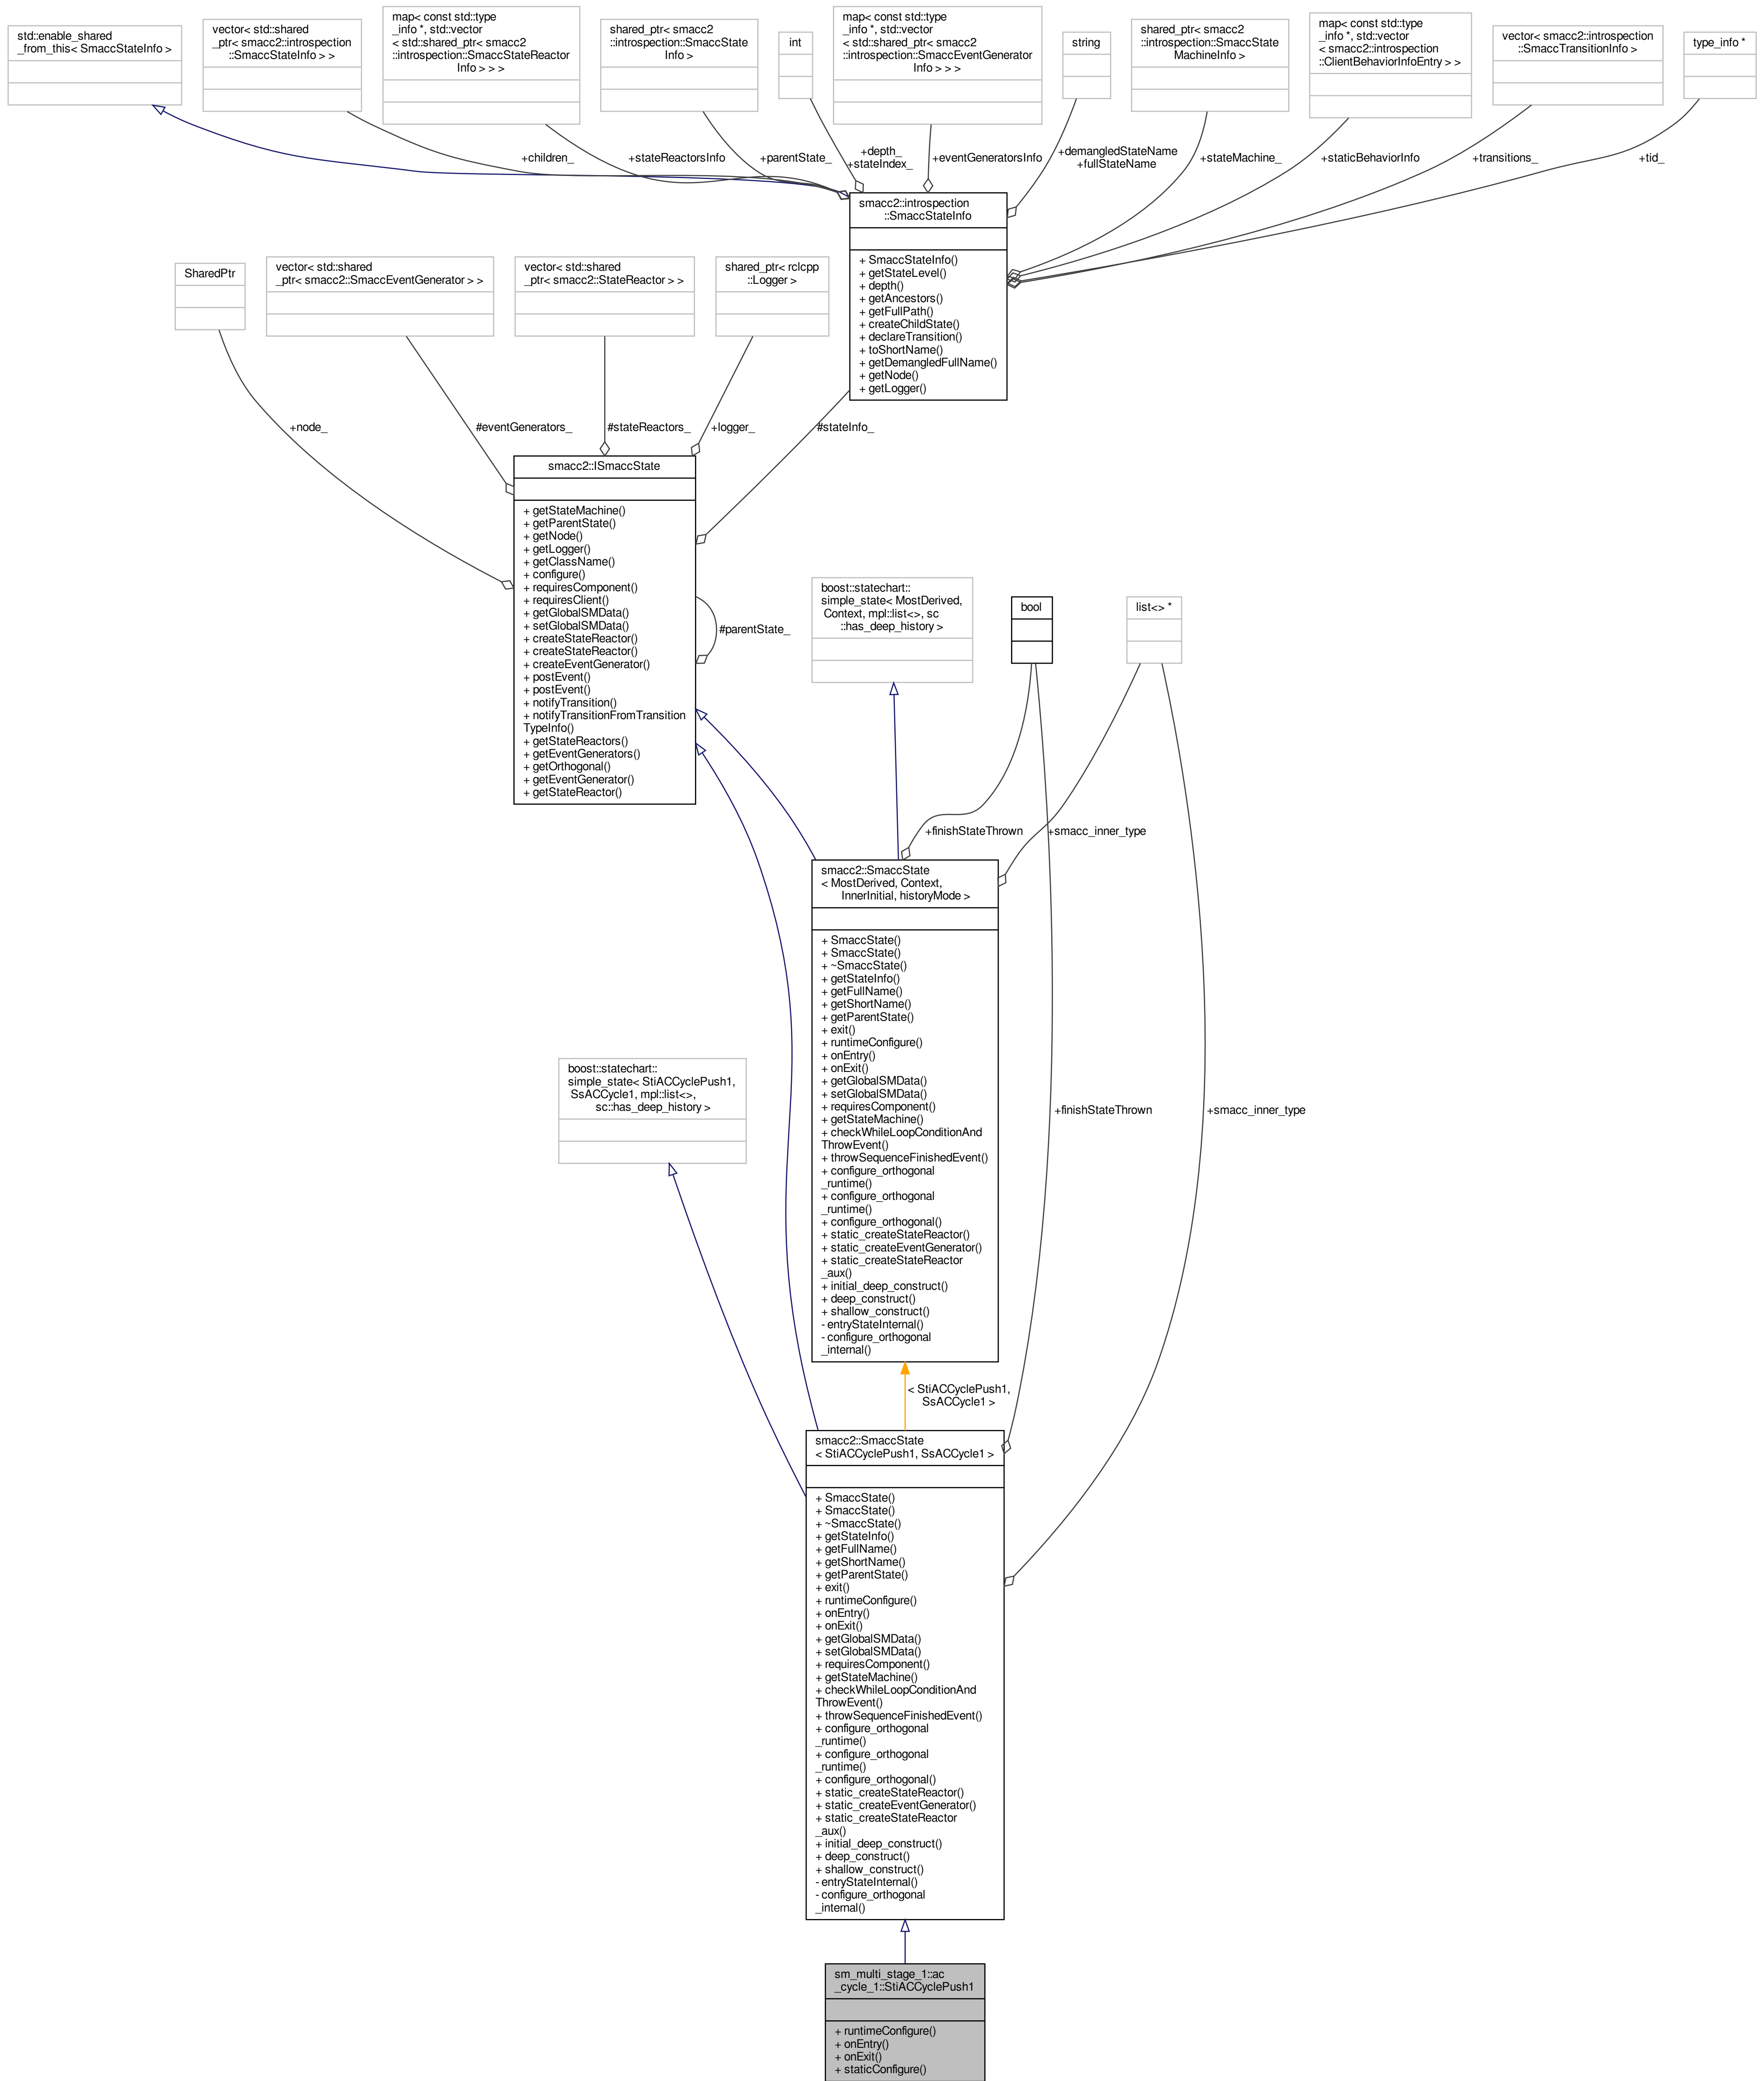 std::enable_shared
_from_this< SmaccStateInfo >
vector< std::shared
_ptr< smacc2::introspection
::SmaccStateInfo > >
map< const std::type
_info *, std::vector
< std::shared_ptr< smacc2
::introspection::SmaccStateReactor
Info > > >
shared_ptr< smacc2
::introspection::SmaccState
Info >
int
map< const std::type
_info *, std::vector
< std::shared_ptr< smacc2
::introspection::SmaccEventGenerator
Info > > >
string
shared_ptr< smacc2
::introspection::SmaccState
MachineInfo >
map< const std::type
_info *, std::vector
< smacc2::introspection
::ClientBehaviorInfoEntry > >
vector< smacc2::introspection
::SmaccTransitionInfo >
type_info *
+children_
+stateReactorsInfo
+parentState_
+depth_
+stateIndex_
+eventGeneratorsInfo
+demangledStateName
+fullStateName
+stateMachine_
+staticBehaviorInfo
+transitions_
+tid_
smacc2::introspection
::SmaccStateInfo
+ SmaccStateInfo()
+ getStateLevel()
+ depth()
+ getAncestors()
+ getFullPath()
+ createChildState()
+ declareTransition()
+ toShortName()
+ getDemangledFullName()
+ getNode()
+ getLogger()
SharedPtr
vector< std::shared
_ptr< smacc2::SmaccEventGenerator > >
vector< std::shared
_ptr< smacc2::StateReactor > >
shared_ptr< rclcpp
::Logger >
+node_
#eventGenerators_
#stateReactors_
+logger_
#stateInfo_
smacc2::ISmaccState
+ getStateMachine()
+ getParentState()
+ getNode()
+ getLogger()
+ getClassName()
+ configure()
+ requiresComponent()
+ requiresClient()
+ getGlobalSMData()
+ setGlobalSMData()
+ createStateReactor()
+ createStateReactor()
+ createEventGenerator()
+ postEvent()
+ postEvent()
+ notifyTransition()
+ notifyTransitionFromTransition
TypeInfo()
+ getStateReactors()
+ getEventGenerators()
+ getOrthogonal()
+ getEventGenerator()
+ getStateReactor()
#parentState_
boost::statechart::
simple_state< MostDerived,
Context, mpl::list<>, sc
::has_deep_history >
bool
list<> *
+finishStateThrown
+smacc_inner_type
smacc2::SmaccState
< MostDerived, Context,
InnerInitial, historyMode >
+ SmaccState()
+ SmaccState()
+ ~SmaccState()
+ getStateInfo()
+ getFullName()
+ getShortName()
+ getParentState()
+ exit()
+ runtimeConfigure()
+ onEntry()
+ onExit()
+ getGlobalSMData()
+ setGlobalSMData()
+ requiresComponent()
+ getStateMachine()
+ checkWhileLoopConditionAnd
ThrowEvent()
+ throwSequenceFinishedEvent()
+ configure_orthogonal
_runtime()
+ configure_orthogonal
_runtime()
+ configure_orthogonal()
+ static_createStateReactor()
+ static_createEventGenerator()
+ static_createStateReactor
_aux()
+ initial_deep_construct()
+ deep_construct()
+ shallow_construct()
- entryStateInternal()
- configure_orthogonal
_internal()
boost::statechart::
simple_state< StiACCyclePush1,
SsACCycle1, mpl::list<>,
sc::has_deep_history >
+finishStateThrown
+smacc_inner_type
< StiACCyclePush1,
SsACCycle1 >
smacc2::SmaccState
< StiACCyclePush1, SsACCycle1 >
+ SmaccState()
+ SmaccState()
+ ~SmaccState()
+ getStateInfo()
+ getFullName()
+ getShortName()
+ getParentState()
+ exit()
+ runtimeConfigure()
+ onEntry()
+ onExit()
+ getGlobalSMData()
+ setGlobalSMData()
+ requiresComponent()
+ getStateMachine()
+ checkWhileLoopConditionAnd
ThrowEvent()
+ throwSequenceFinishedEvent()
+ configure_orthogonal
_runtime()
+ configure_orthogonal
_runtime()
+ configure_orthogonal()
+ static_createStateReactor()
+ static_createEventGenerator()
+ static_createStateReactor
_aux()
+ initial_deep_construct()
+ deep_construct()
+ shallow_construct()
- entryStateInternal()
- configure_orthogonal
_internal()
sm_multi_stage_1::ac
_cycle_1::StiACCyclePush1
+ runtimeConfigure()
+ onEntry()
+ onExit()
+ staticConfigure()